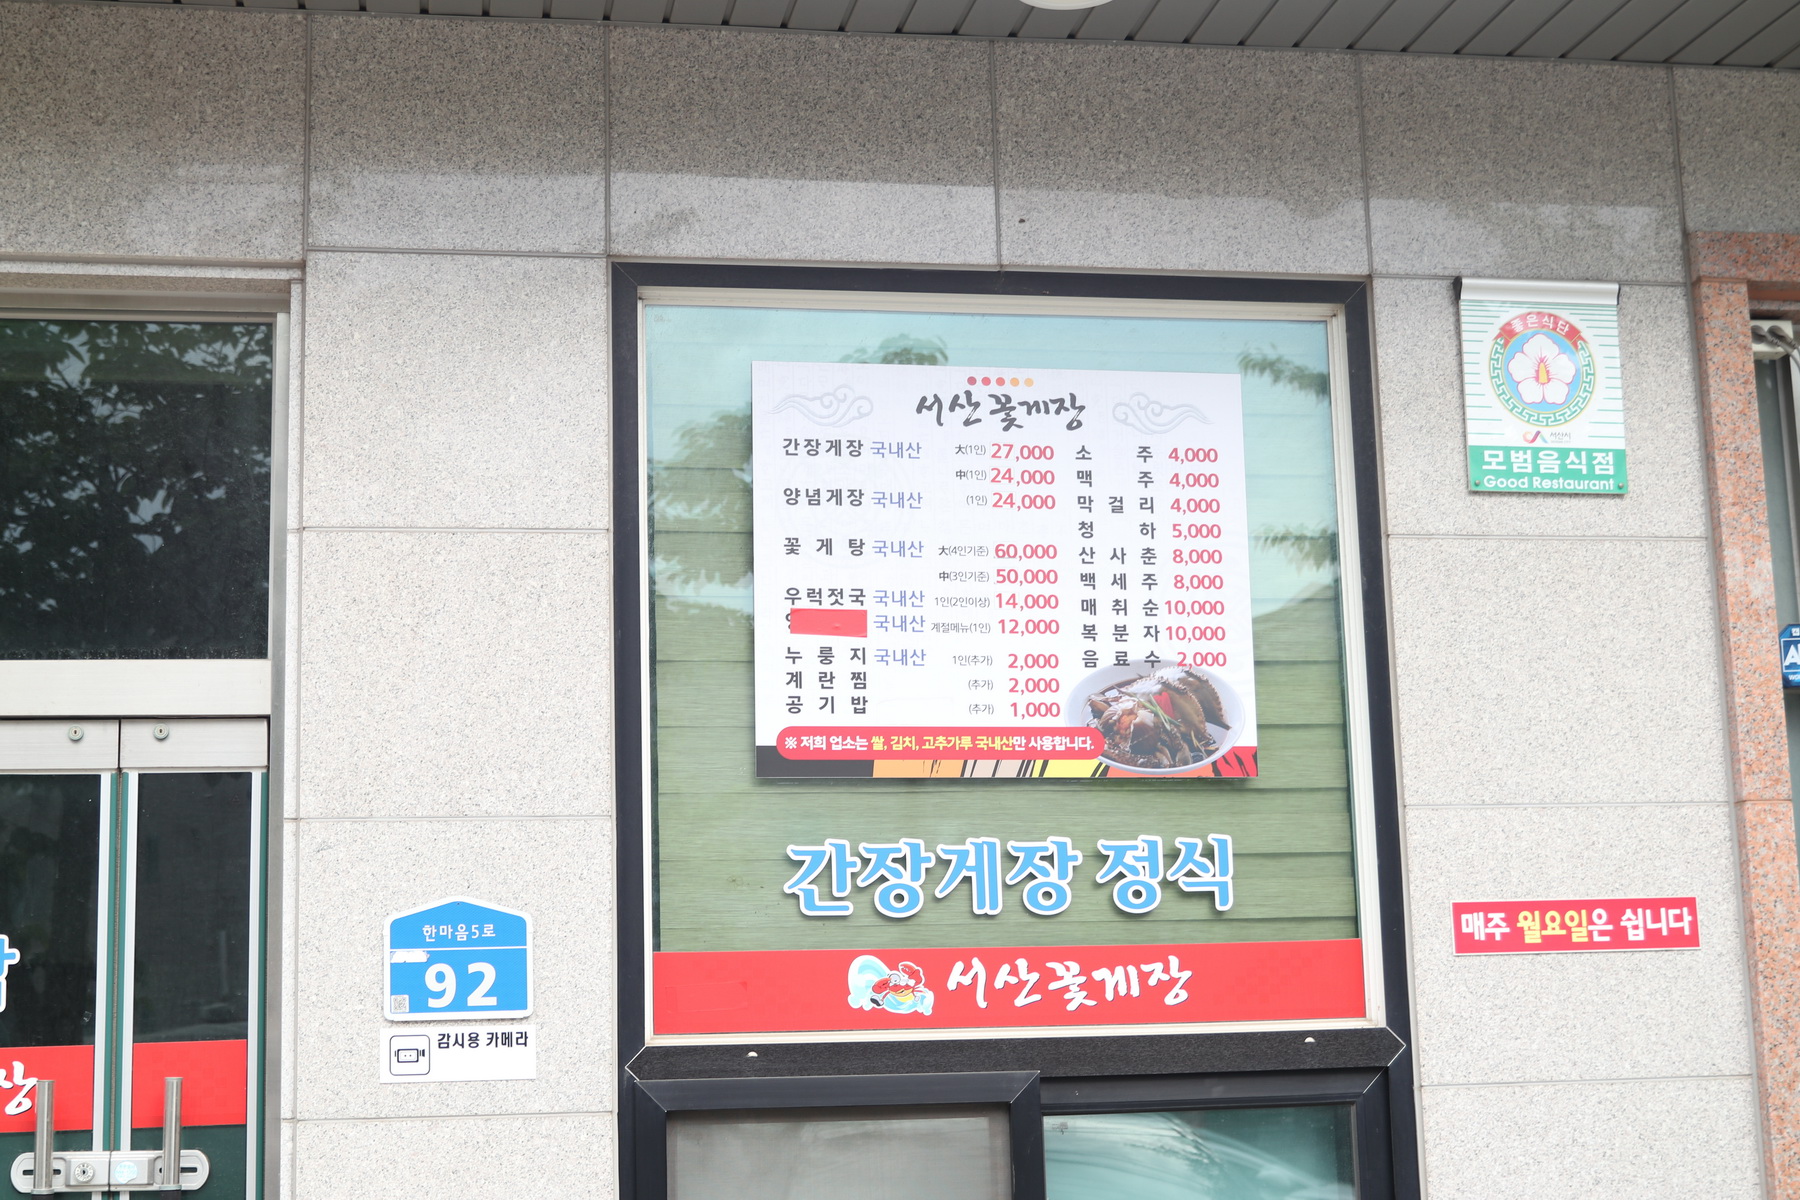 서산꽃게장
간장게장 국내산 大(1인) 27,000
中(1인) 24,000
양념게장 국내산 (1인) 24,000
꽃게탕 국내산 大(4인기준) 60,000
中(3인기준) 50,000
우럭젓국 국내산 1인(2인이상) 14,000
국내산 계절메뉴(1인) 12,000
누룽지 국내산 1인(추가) 2,000
계란찜 (추가) 2,000
공기밥 (추가) 1,000
소주 4,000
맥주 4,000
막걸리 4,000
청하 5,000
산사춘 8,000
백세주 8,000
매취순 10,000
복분자 10,000
음료수 2,000
※ 저희 업소는 쌀, 김치, 고추가루 국내산만 사용합니다.
간장게장 정식
서산꽃게장
한마음5로
92
감시용 카메라
좋은식단
서산시
모범음식점
Good Restaurant
매주 월요일은 쉽니다